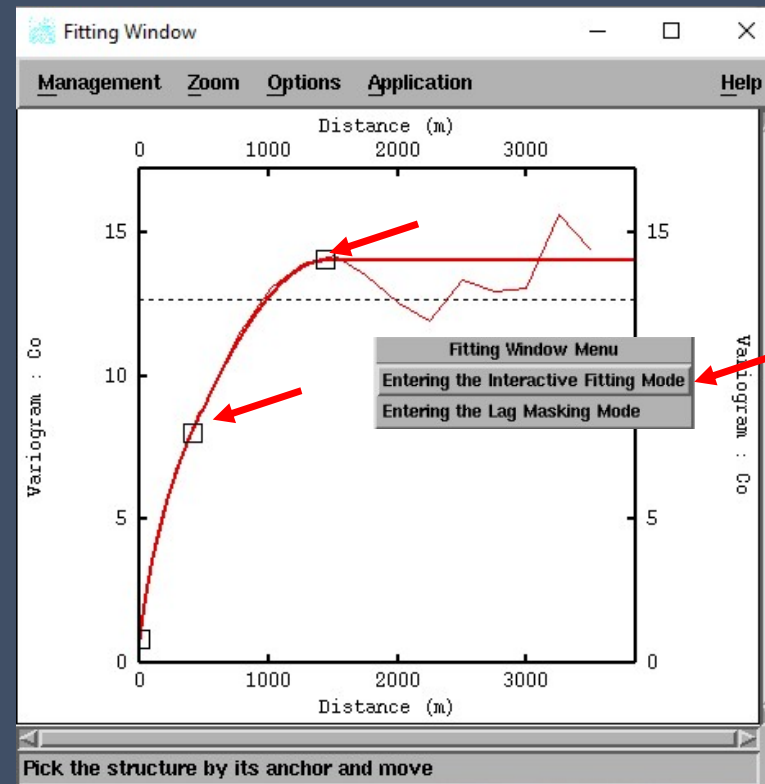 Fitting Window
Management Zoom Options Application Help
Distance (m)
0 1000 2000 3000
15 15
10
5 5
0 0
Variogram : Co
Variogram : Co
Fitting Window Menu
Entering the Interactive Fitting Mode
Entering the Lag Masking Mode
0 1000 2000 3000
Distance (m)
Pick the structure by its anchor and move